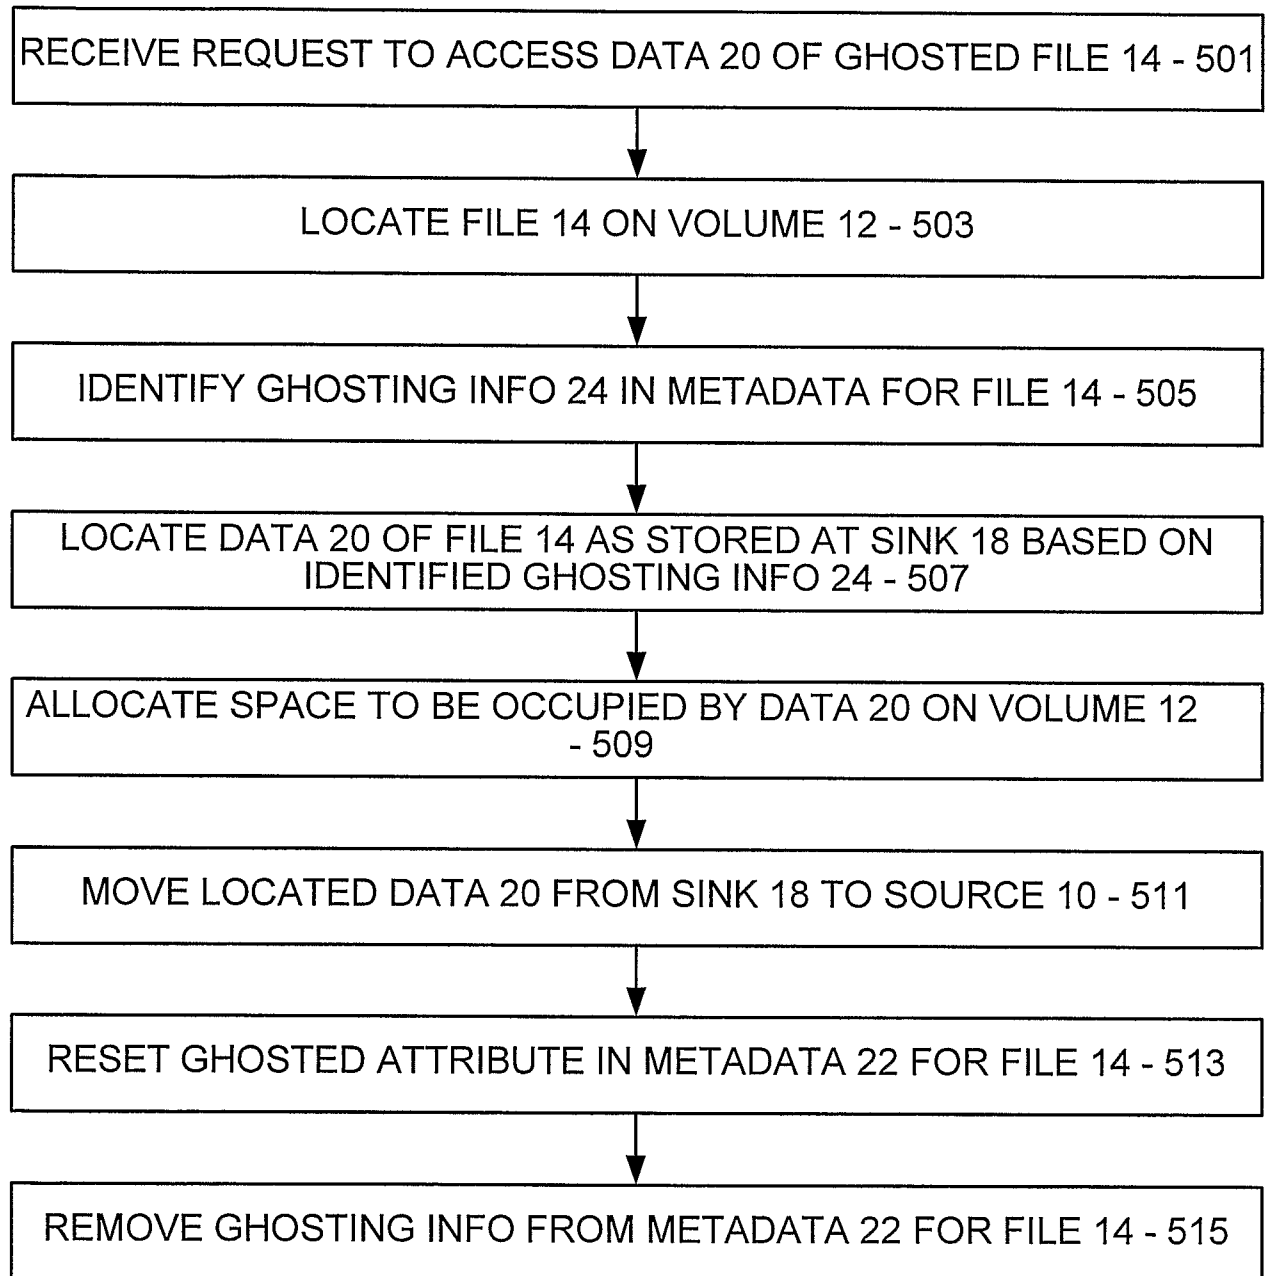 RECEIVE REQUEST TO ACCESS DATA 20 OF GHOSTED FILE 14 - 501
LOCATE FILE 14 ON VOLUME 12 - 503
IDENTIFY GHOSTING INFO 24 IN METADATA FOR FILE 14 - 505
LOCATE DATA 20 OF FILE 14 AS STORED AT SINK 18 BASED ON
IDENTIFIED GHOSTING INFO 24 - 507
ALLOCATE SPACE TO BE OCCUPIED BY DATA 20 ON VOLUME 12
- 509
MOVE LOCATED DATA 20 FROM SINK 18 TO SOURCE 10 - 511
RESET GHOSTED ATTRIBUTE IN METADATA 22 FOR FILE 14 - 513
REMOVE GHOSTING INFO FROM METADATA 22 FOR FILE 14 - 515